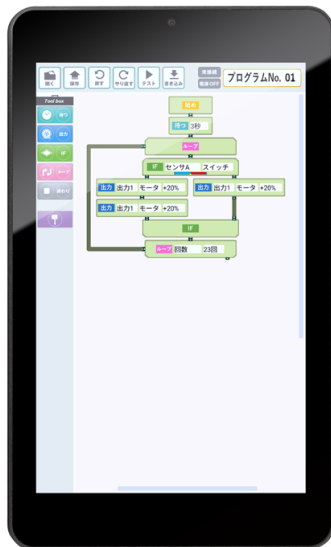 開く 保存 戻す やり直す テスト 書き込み 電源OFF プログラムNo. 01
Tool box
待つ
出力
IF
ループ
終わり
始め
待つ 3秒
ループ
IF センサA スイッチ
出力 出力1 モータ +20% 出力 出力1 モータ +20%
出力 出力1 モータ +20%
IF
ループ 回数 23回